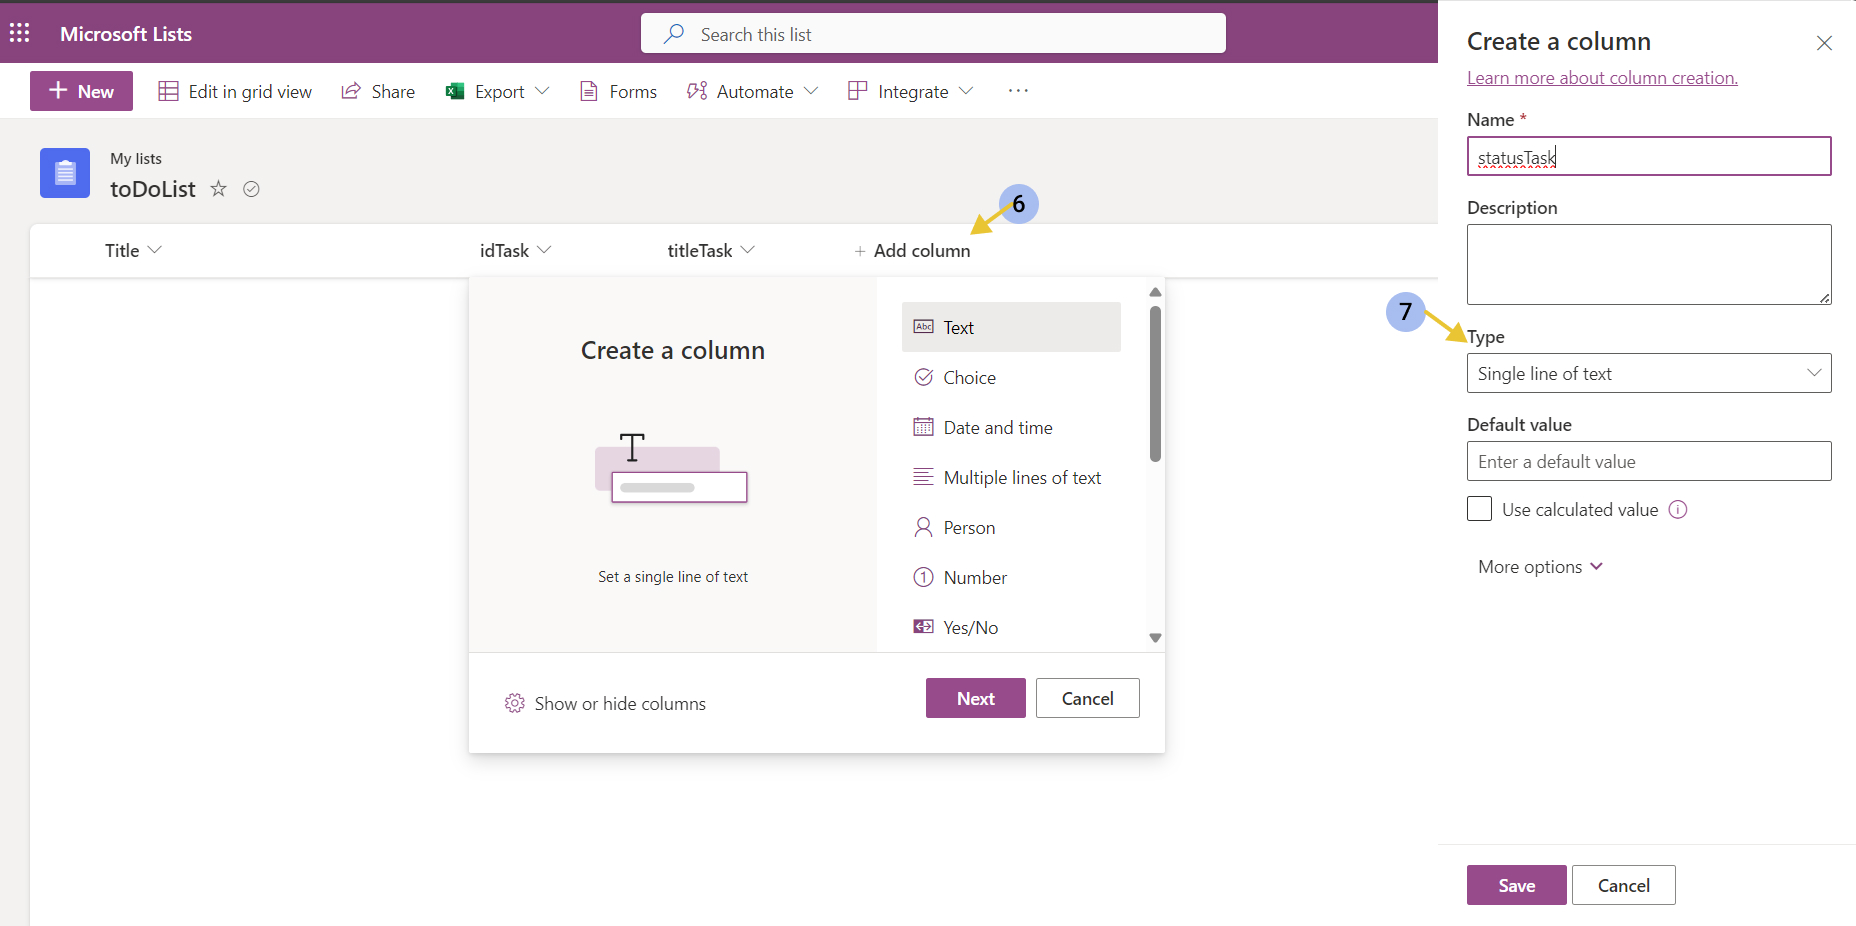 Microsoft Lists
Search this list
New
Edit in grid view
Share
Export
Forms
Automate
Integrate
My lists
toDoList
6
Title
idTask
titleTask
+ Add column
Create a column
Set a single line of text
Abc Text
Choice
Date and time
Multiple lines of text
Person
1 Number
Yes/No
Show or hide columns
Next
Cancel
Create a column
Learn more about column creation.
Name *
statusTask
Description
7
Type
Single line of text
Default value
Enter a default value
Use calculated value
More options
Save
Cancel